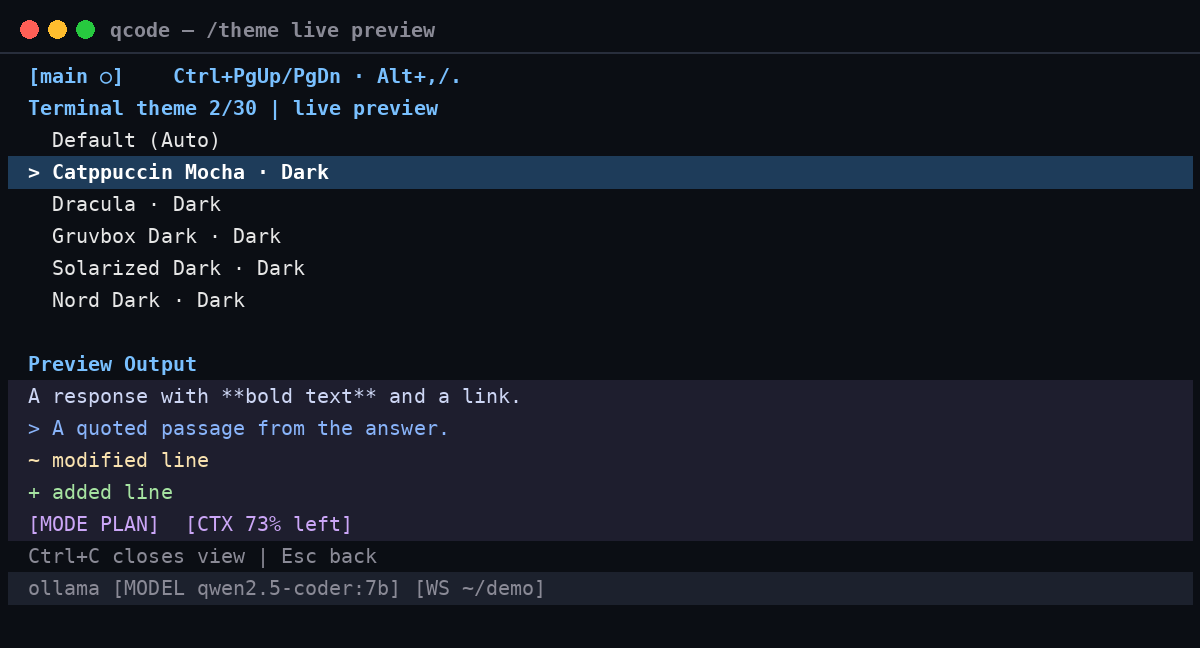 qcode — /theme live preview
[main ○]    Ctrl+PgUp/PgDn · Alt+,/.
Terminal theme 2/30 | live preview
Default (Auto)
> Catppuccin Mocha · Dark
Dracula · Dark
Gruvbox Dark · Dark
Solarized Dark · Dark
Nord Dark · Dark
Preview Output
A response with **bold text** and a link.
> A quoted passage from the answer.
~ modified line
+ added line
[MODE PLAN]  [CTX 73% left]
Ctrl+C closes view | Esc back
ollama [MODEL qwen2.5-coder:7b] [WS ~/demo]